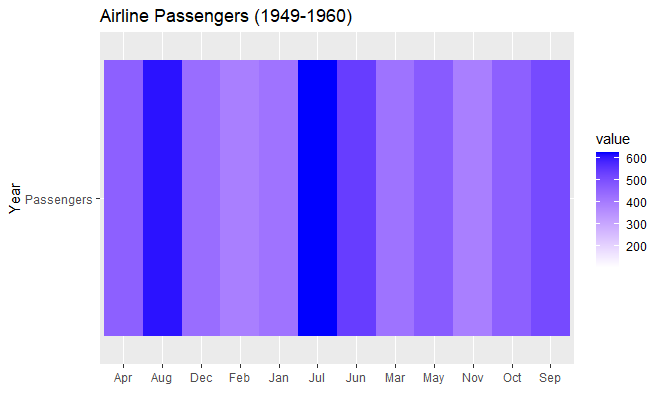 Airline Passengers (1949-1960)
value
600
500
400
300
200
Year
Passengers
Apr Aug Dec Feb Jan Jul Jun Mar May Nov Oct Sep